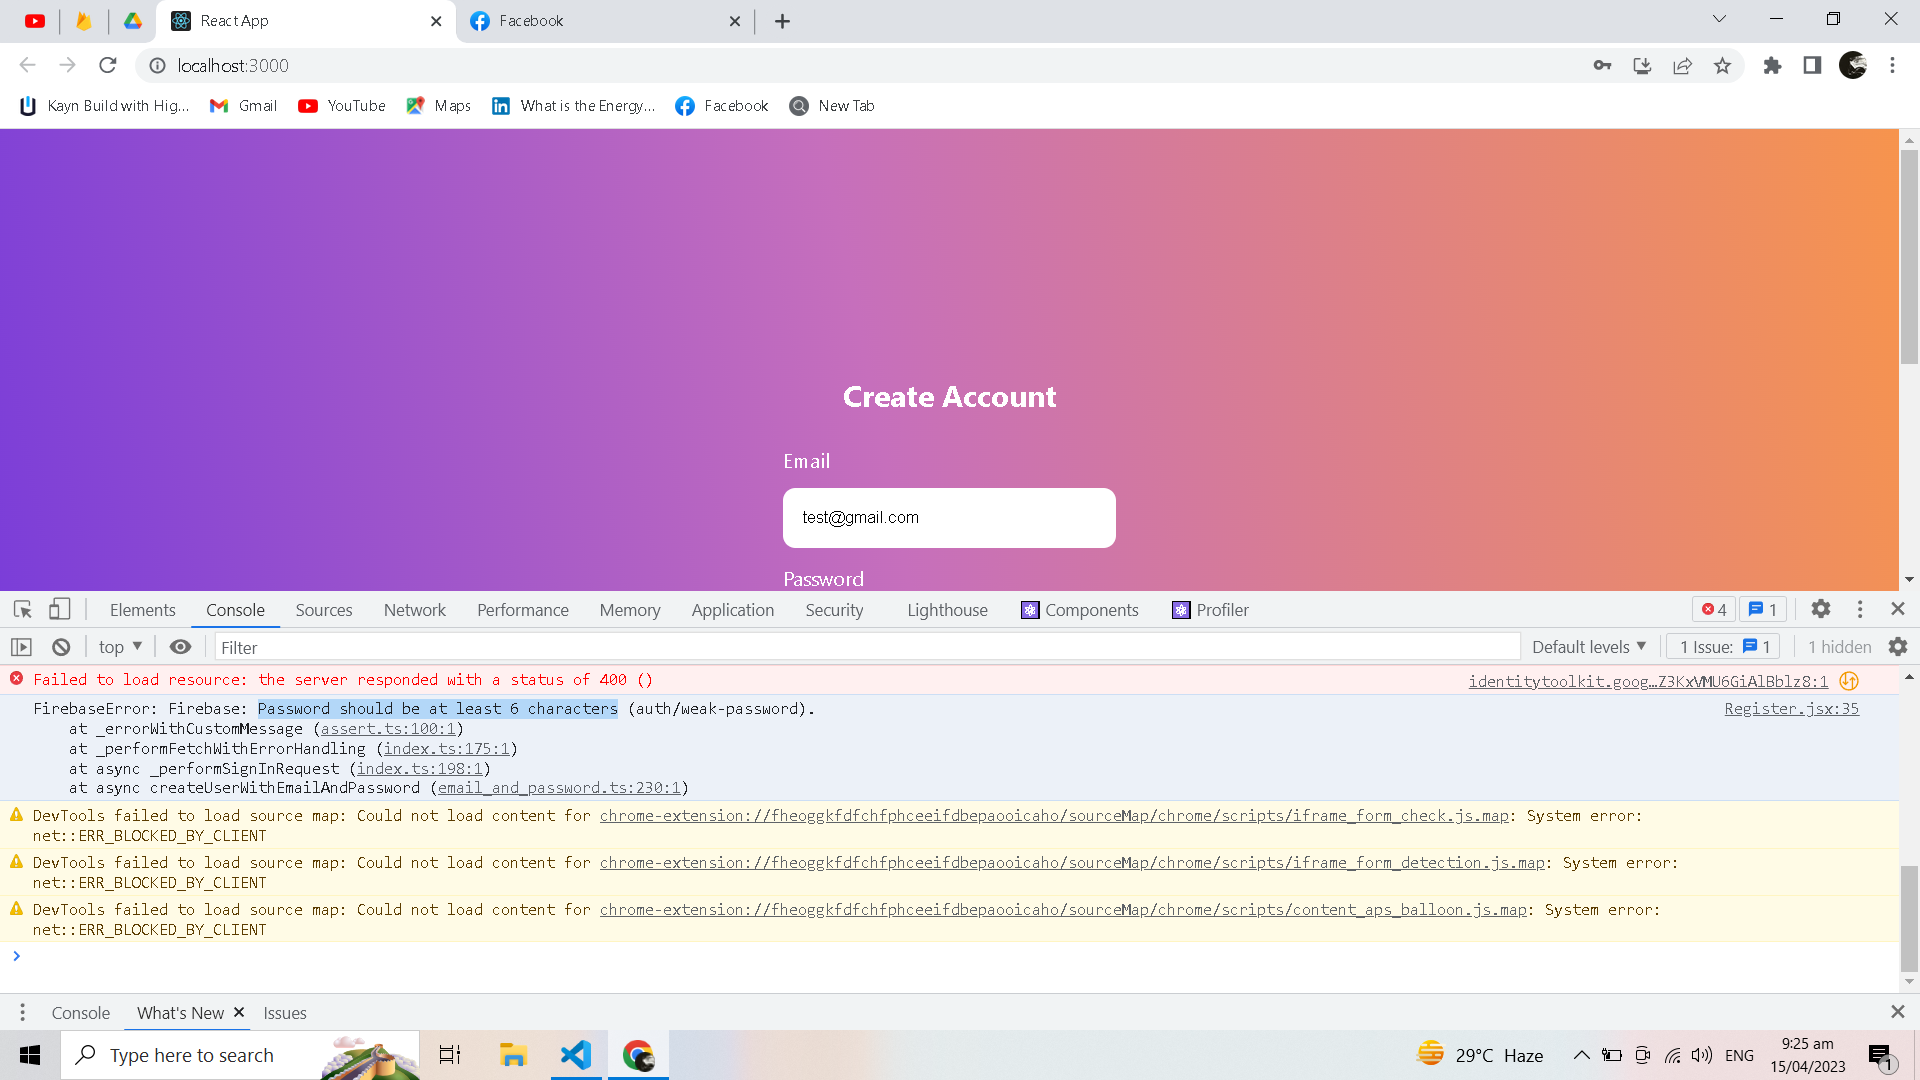 React App
Facebook
localhost:3000
Kayn Build with Hig...
Gmail
YouTube
Maps
What is the Energy...
Facebook
New Tab
Create Account
Email
test@gmail.com
Password
Elements
Console
Sources
Network
Performance
Memory
Application
Security
Lighthouse
Components
Profiler
4
1
top
Filter
Default levels
1 Issue:
1
1 hidden
Failed to load resource: the server responded with a status of 400 ()
identitytoolkit.goog…Z3KxVMU6GiAlBblz8:1
FirebaseError: Firebase: Password should be at least 6 characters (auth/weak-password).
Register.jsx:35
at _errorWithCustomMessage (assert.ts:100:1)
at _performFetchWithErrorHandling (index.ts:175:1)
at async _performSignInRequest (index.ts:198:1)
at async createUserWithEmailAndPassword (email_and_password.ts:230:1)
DevTools failed to load source map: Could not load content for chrome-extension://fheoggkfdfchfphceeifdbepaooicaho/sourceMap/chrome/scripts/iframe_form_check.js.map: System error:
net::ERR_BLOCKED_BY_CLIENT
DevTools failed to load source map: Could not load content for chrome-extension://fheoggkfdfchfphceeifdbepaooicaho/sourceMap/chrome/scripts/iframe_form_detection.js.map: System error:
net::ERR_BLOCKED_BY_CLIENT
DevTools failed to load source map: Could not load content for chrome-extension://fheoggkfdfchfphceeifdbepaooicaho/sourceMap/chrome/scripts/content_aps_balloon.js.map: System error:
net::ERR_BLOCKED_BY_CLIENT
Console
What's New
Issues
Type here to search
29°C Haze
ENG
9:25 am
15/04/2023
1